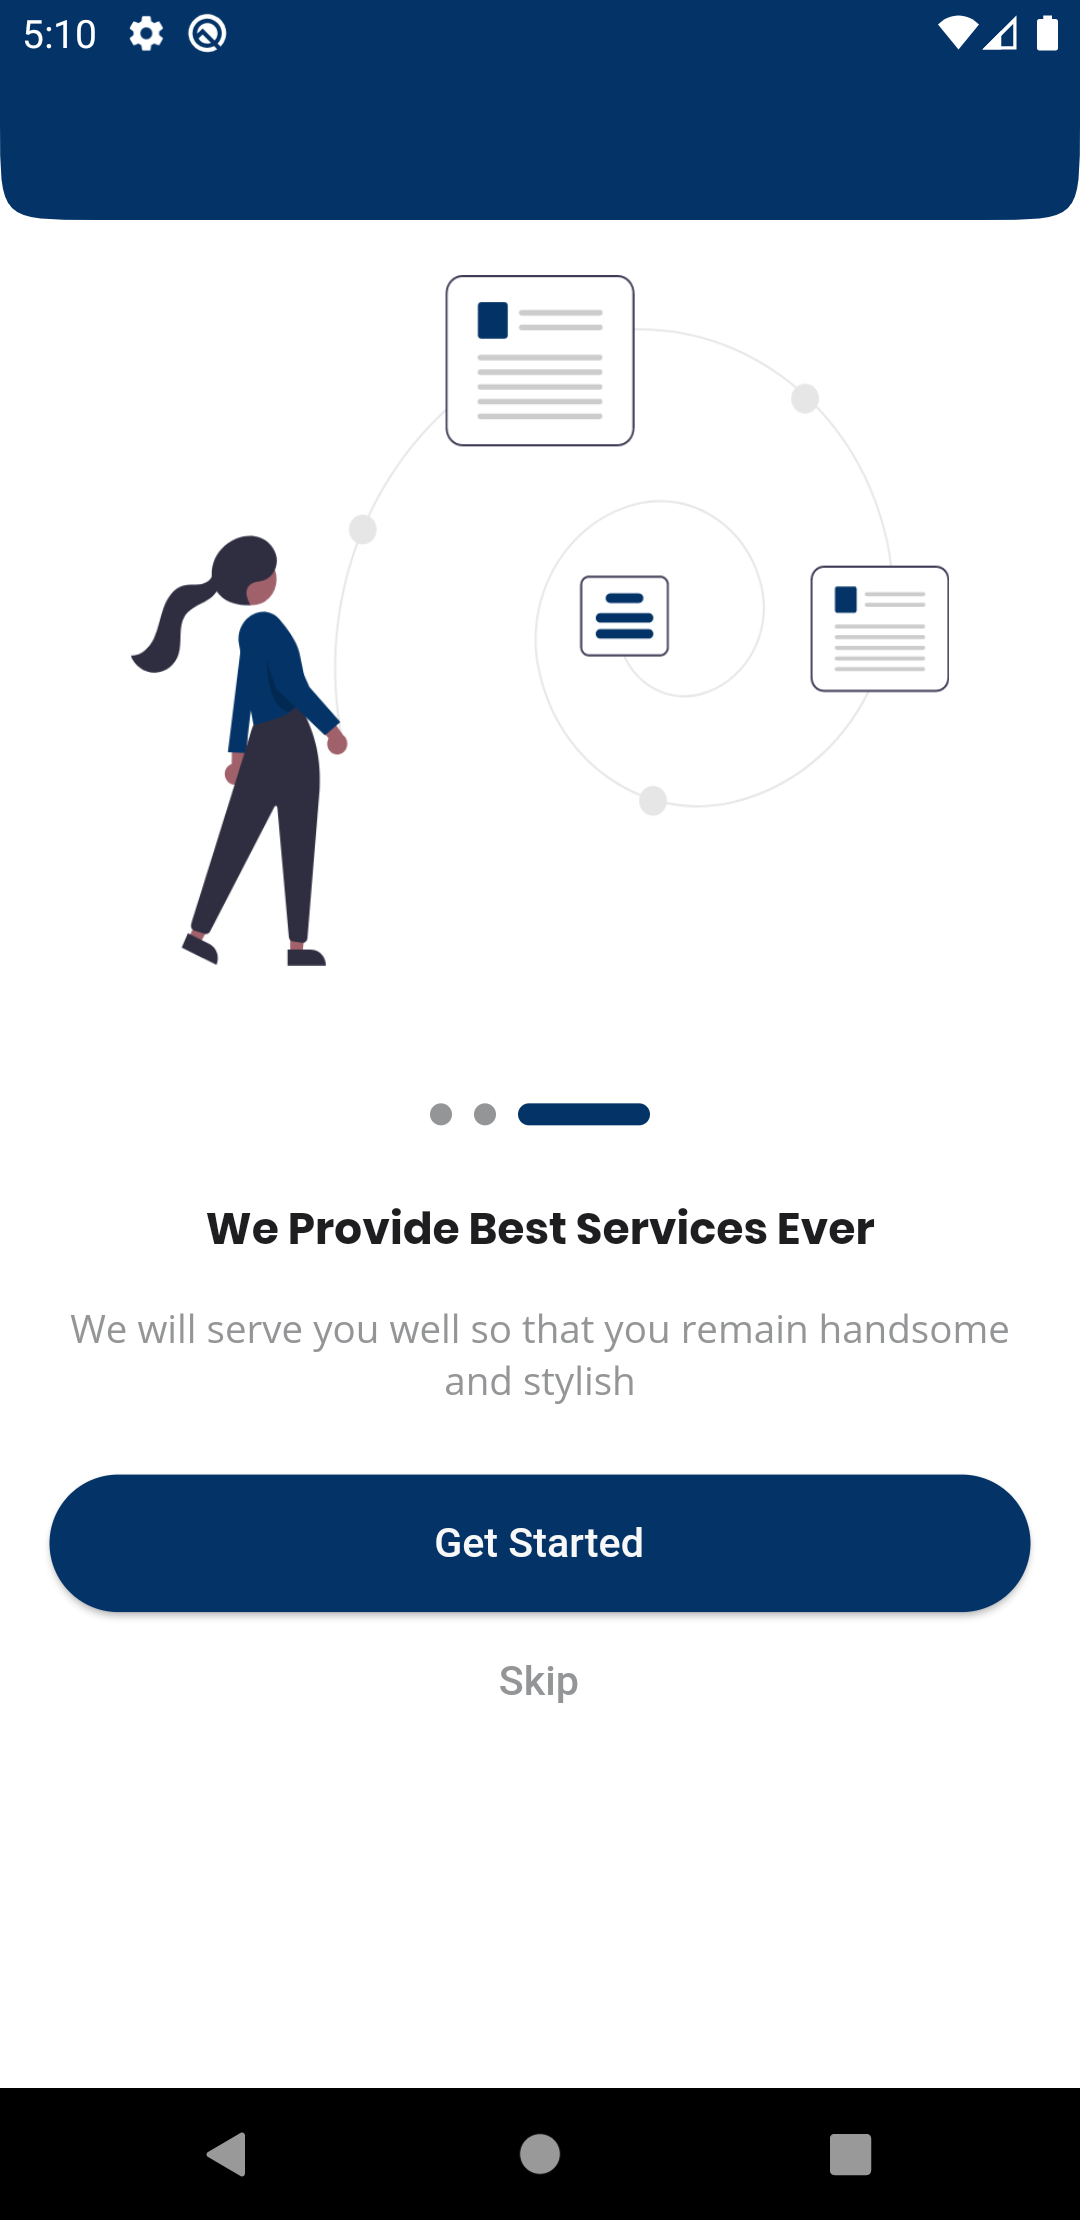 5:10
We Provide Best Services Ever
We will serve you well so that you remain handsome
and stylish
Get Started
Skip